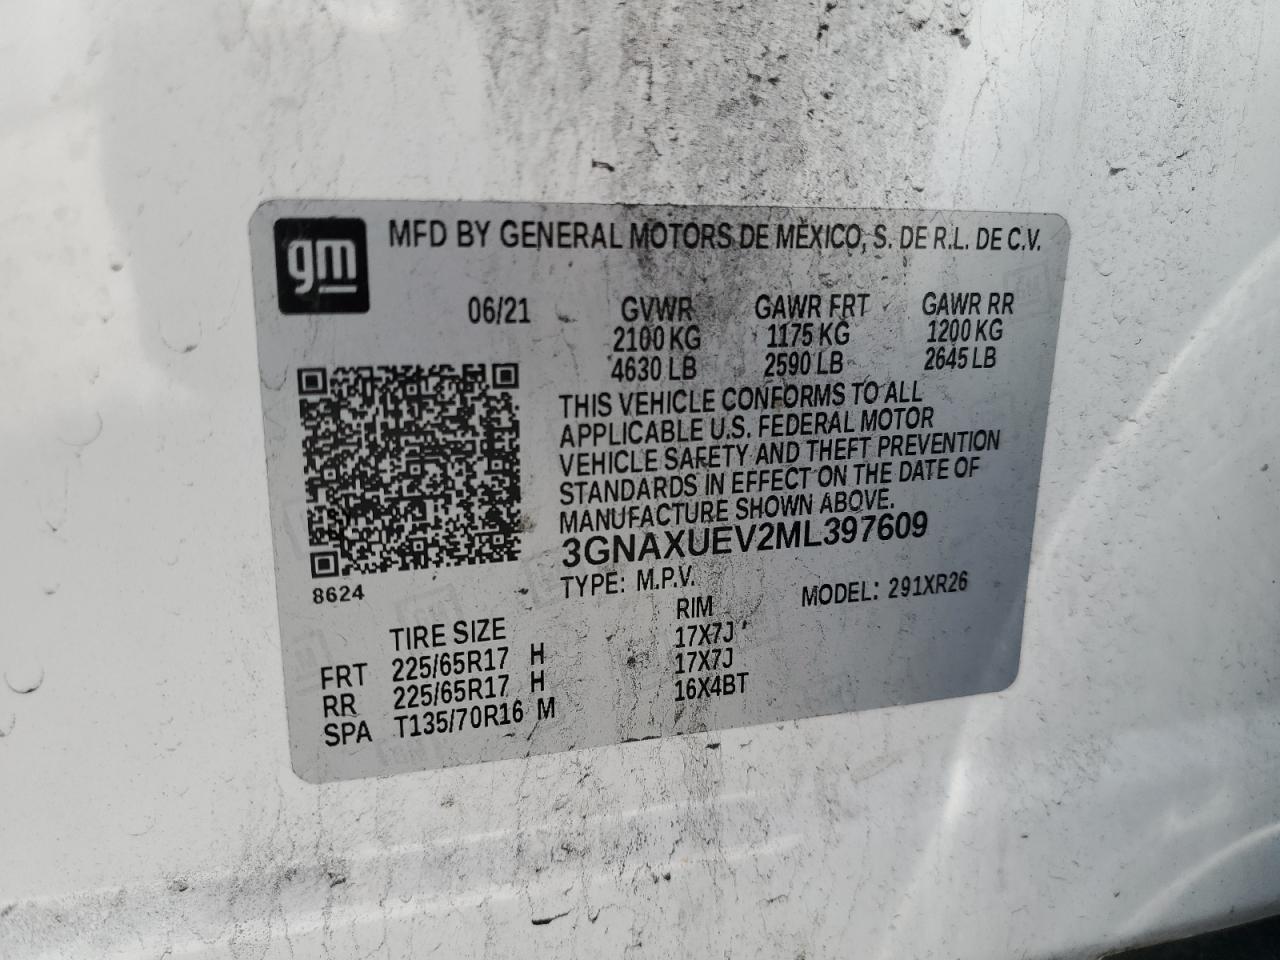 gm
MFD BY GENERAL MOTORS DE MEXICO, S. DE R.L. DE C.V.
06/21 GVWR GAWR FRT GAWR RR
2100 KG 1175 KG 1200 KG
4630 LB 2590 LB 2645 LB
THIS VEHICLE CONFORMS TO ALL
APPLICABLE U.S. FEDERAL MOTOR
VEHICLE SAFETY AND THEFT PREVENTION
STANDARDS IN EFFECT ON THE DATE OF
MANUFACTURE SHOWN ABOVE.
3GNAXUEV2ML397609
8624
TYPE: M.P.V. MODEL: 291XR26
TIRE SIZE RIM
FRT 225/65R17 H 17X7J
RR 225/65R17 H 17X7J
SPA T135/70R16 M 16X4BT